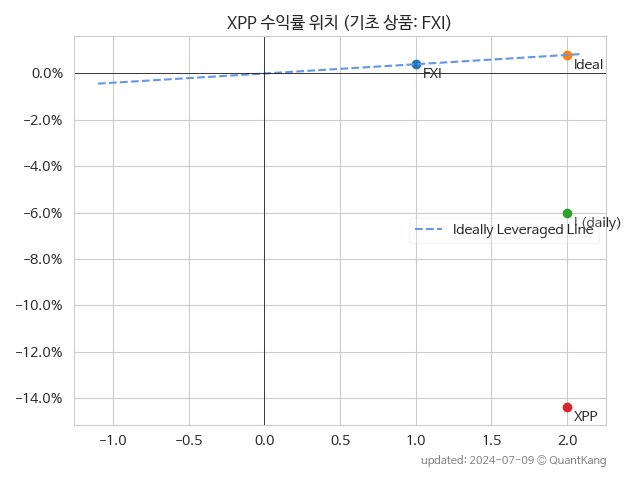 XPP 수익률 위치 (기초 상품: FXI)
0.0%
−2.0%
−4.0%
−6.0%
−8.0%
−10.0%
−12.0%
−14.0%
FXI
Ideal
(daily)
Ideally Leveraged Line
XPP
−1.0 −0.5 0.0 0.5 1.0 1.5 2.0
updated: 2024-07-09 © QuantKang